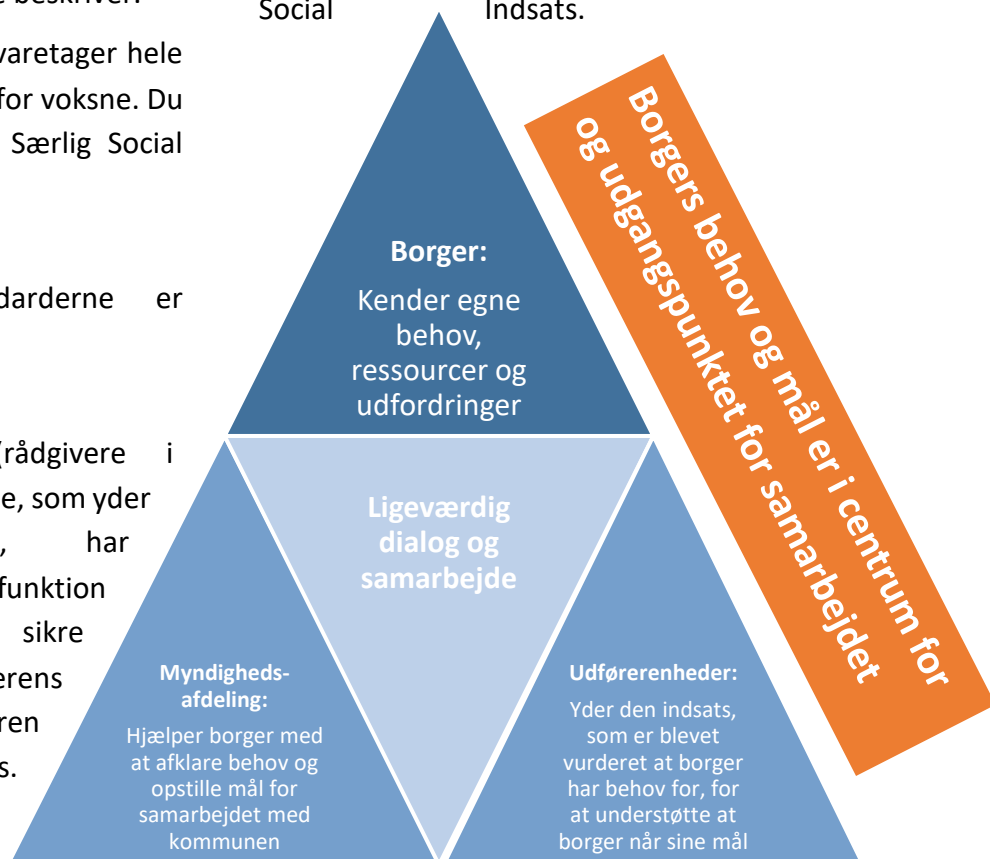 e beskriver.
varetager hele
for voksne. Du
Særlig Social
darderne er
(rådgivere i
e, som yder
, har
funktion
sikre
erens
ren
s.
Social Indsats.
Borger:
Kender egne
behov,
ressourcer og
udfordringer
Ligeværdig
dialog og
samarbejde
Myndigheds-
afdeling:
Hjælper borger med
at afklare behov og
opstille mål for
samarbejdet med
kommunen
Udførerenheder:
Yder den indsats,
som er blevet
vurderet at borger
har behov for, for
at understøtte at
borger når sine mål
Borgers behov og mål er i centrum for
og udgangspunktet for samarbejdet